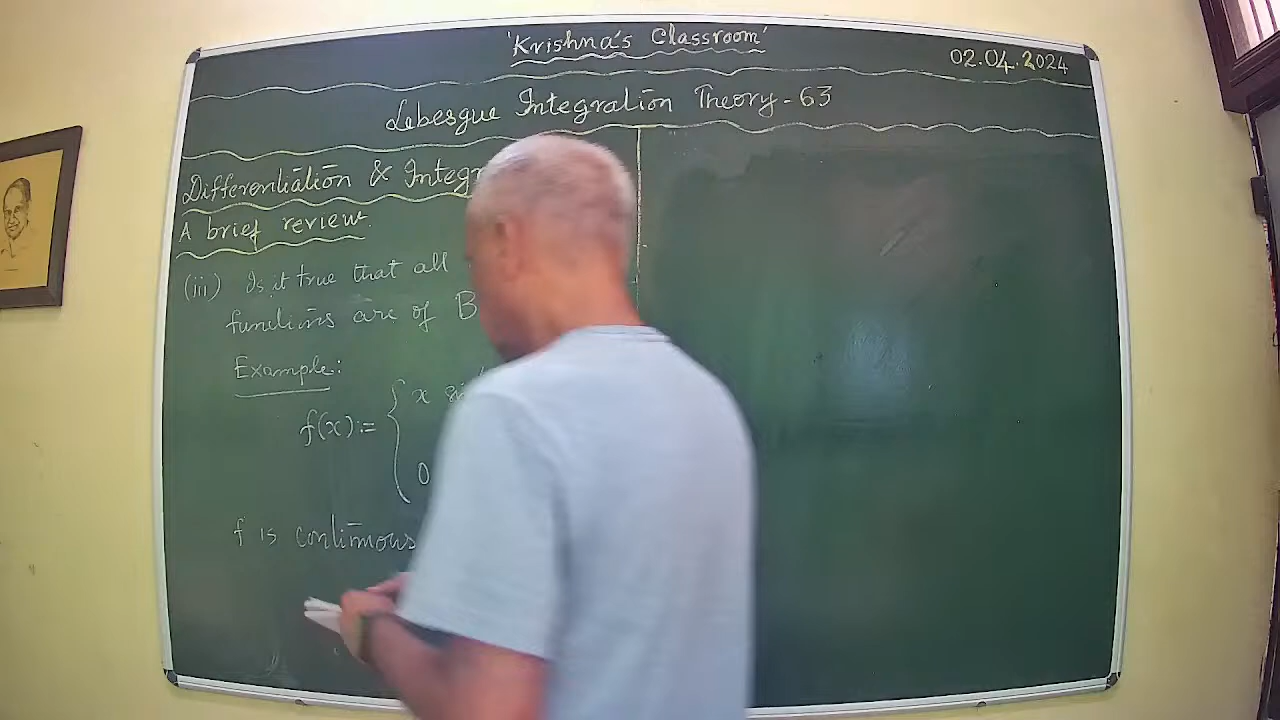 'Krishna's Classroom'
02.04.2024
Lebesgue Integration Theory - 63
Differentiation & Integr
A brief review
(iii) Is it true that all
functions are of B
Example:
f(x) := { x si
0
f is continuous